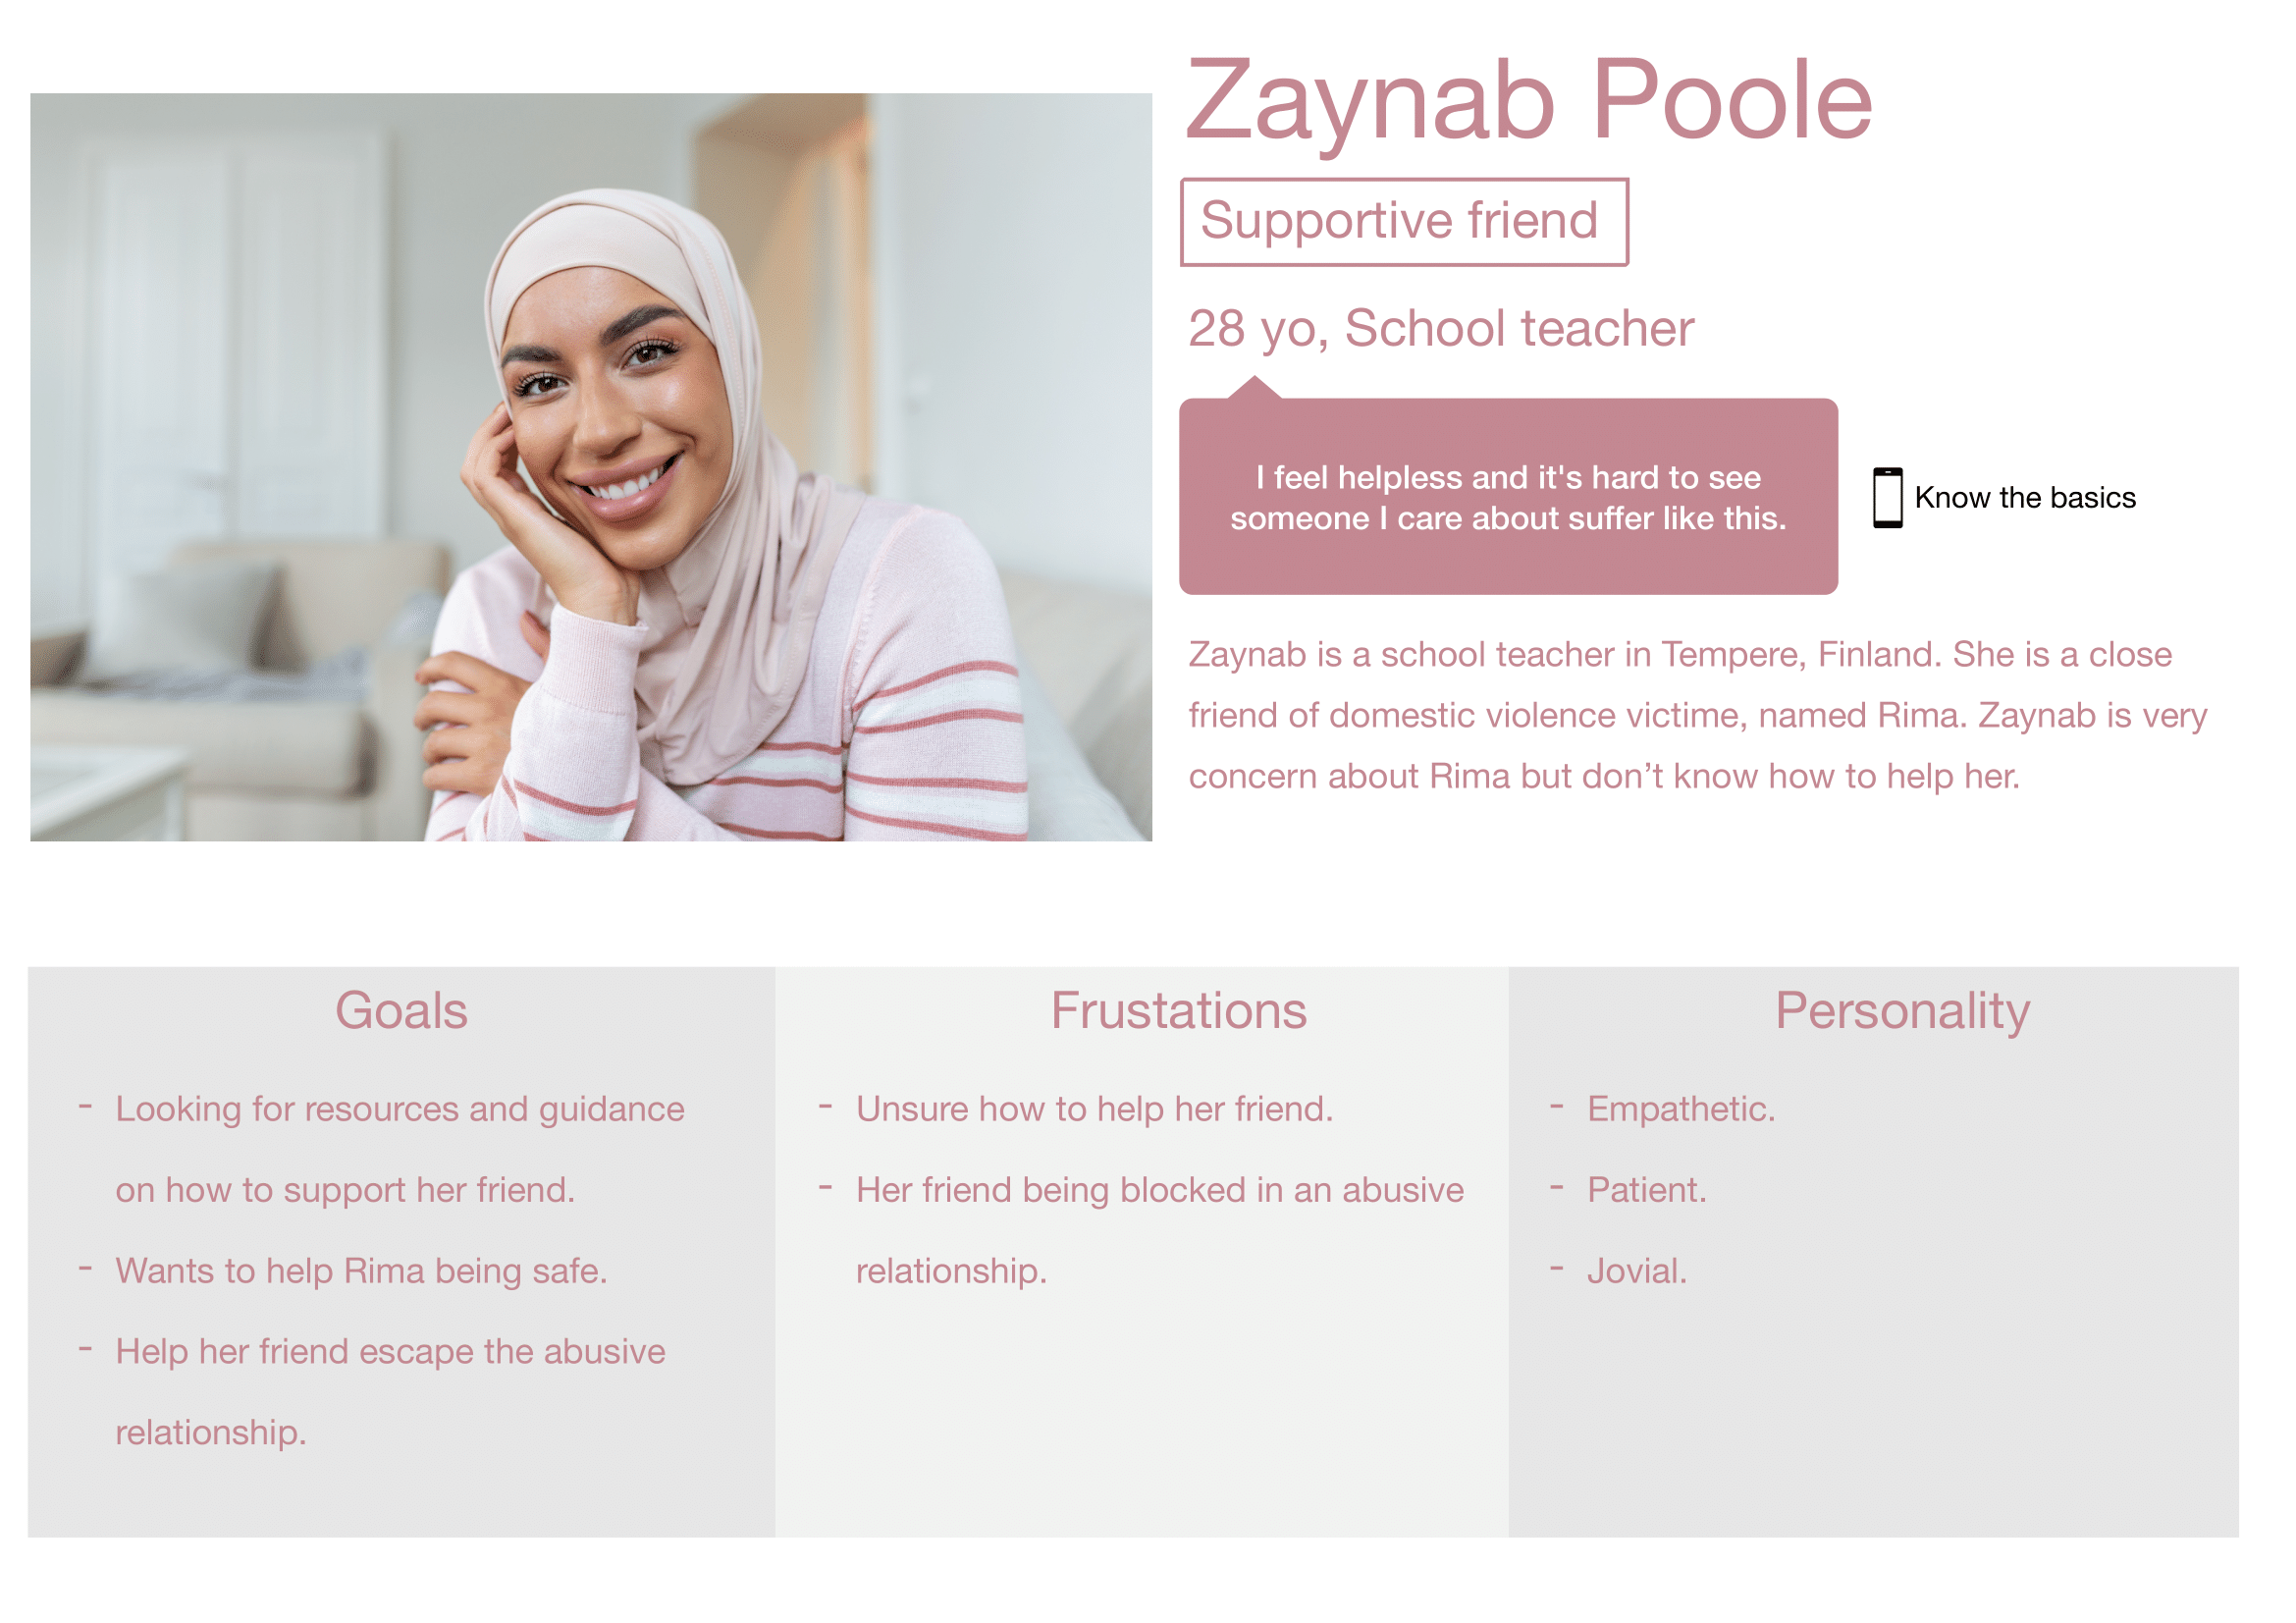 Zaynab Poole
Supportive friend
28 yo, School teacher
I feel helpless and it's hard to see
someone I care about suffer like this.
Know the basics
Zaynab is a school teacher in Tempere, Finland. She is a close
friend of domestic violence victime, named Rima. Zaynab is very
concern about Rima but don’t know how to help her.
Goals
- Looking for resources and guidance
on how to support her friend.
- Wants to help Rima being safe.
- Help her friend escape the abusive
relationship.
Frustations
- Unsure how to help her friend.
- Her friend being blocked in an abusive
relationship.
Personality
- Empathetic.
- Patient.
- Jovial.